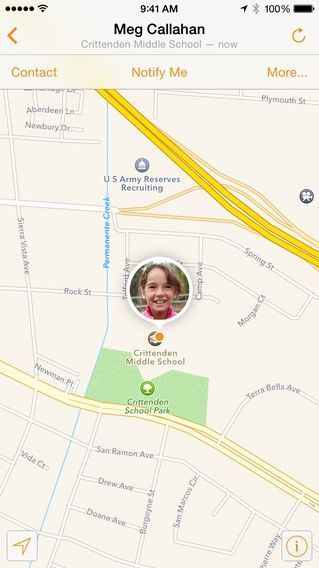 9:41 AM
100%
Meg Callahan
Crittenden Middle School — now
Contact
Notify Me
More...
Plymouth St
Aberdeen Ln
Newbury Dr
U S Army Reserves
Recruiting
Permanente Creek
Sierra Vista Ave
Spring St
Rock St
Telford Ave
Camp Ave
Morgan Ct
Crittenden
Middle School
Newman Pl
Crittenden
School Park
Terra Bella Ave
San Ramon Ave
Vida Ct
Drew Ave
Doane Ave
Burgoyne St
San Marcos Cir